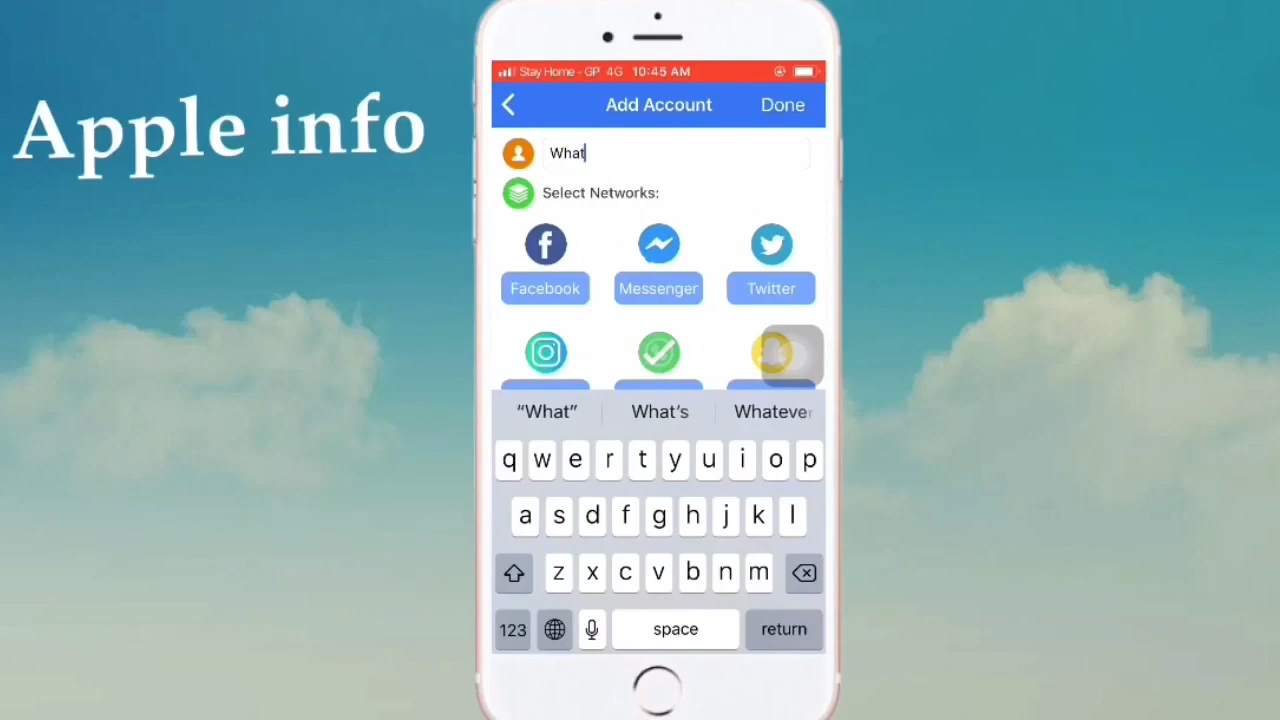 Apple info
Stay Home - GP 4G 10:45 AM
Add Account Done
What
Select Networks:
Facebook Messenger Twitter
“What” What's Whatever
q w e r t y u i o p
a s d f g h j k l
z x c v b n m
123 space return